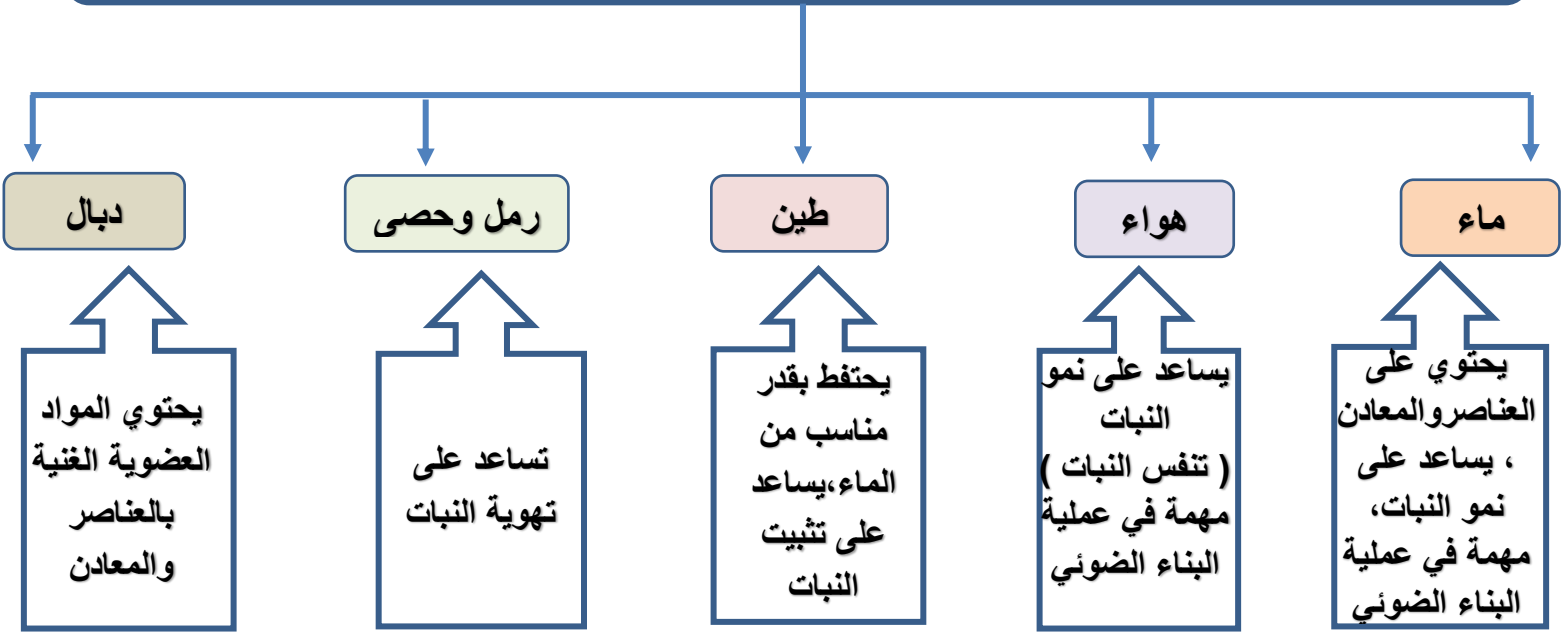 ماء
هواء
طين
رمل وحصى
دبال
يحتوي على
العناصروالمعادن
، يساعد على
نمو النبات،
مهمة في عملية
البناء الضوئي
يساعد على نمو
النبات
( تنفس النبات )
مهمة في عملية
البناء الضوئي
يحتفط بقدر
مناسب من
الماء،يساعد
على تثبيت
النبات
تساعد على
تهوية النبات
يحتوي المواد
العضوية الغنية
بالعناصر
والمعادن